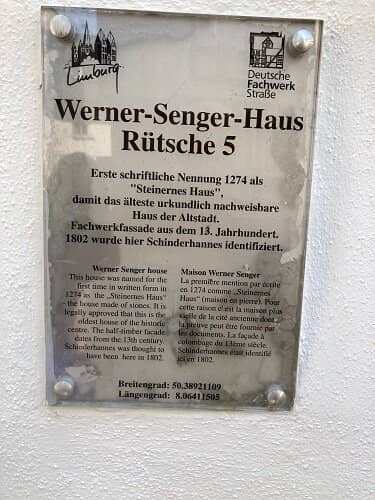 Limburg
Deutsche
Fachwerk
Straße
Werner-Senger-Haus
Rütsche 5
Erste schriftliche Nennung 1274 als
"Steinernes Haus",
damit das älteste urkundlich nachweisbare
Haus der Altstadt.
Fachwerkfassade aus dem 13. Jahrhundert.
1802 wurde hier Schinderhannes identifiziert.
Werner Senger house
This house was named for the
first time in written form in
1274 as the „Steinernes Haus"
the house made of stones. It is
legally approved that this is the
oldest house of the historic
centre. The half-timber facade
dates from the 13th century.
Schinderhannes was thought to
have been here in 1802.
Maison Werner Senger
La première mention par écrite
en 1274 comme „Steinernes
Haus" (maison en pierre). Pour
cette raison c'est la maison plus
vielle de la cité ancienne dont
la preuve peut être fournie par
les documents. La façade à
colombage du 13ème siècle.
Schinderhannes était identifié
ici en 1802.
Breitengrad: 50.38921109
Längengrad: 8.06411505